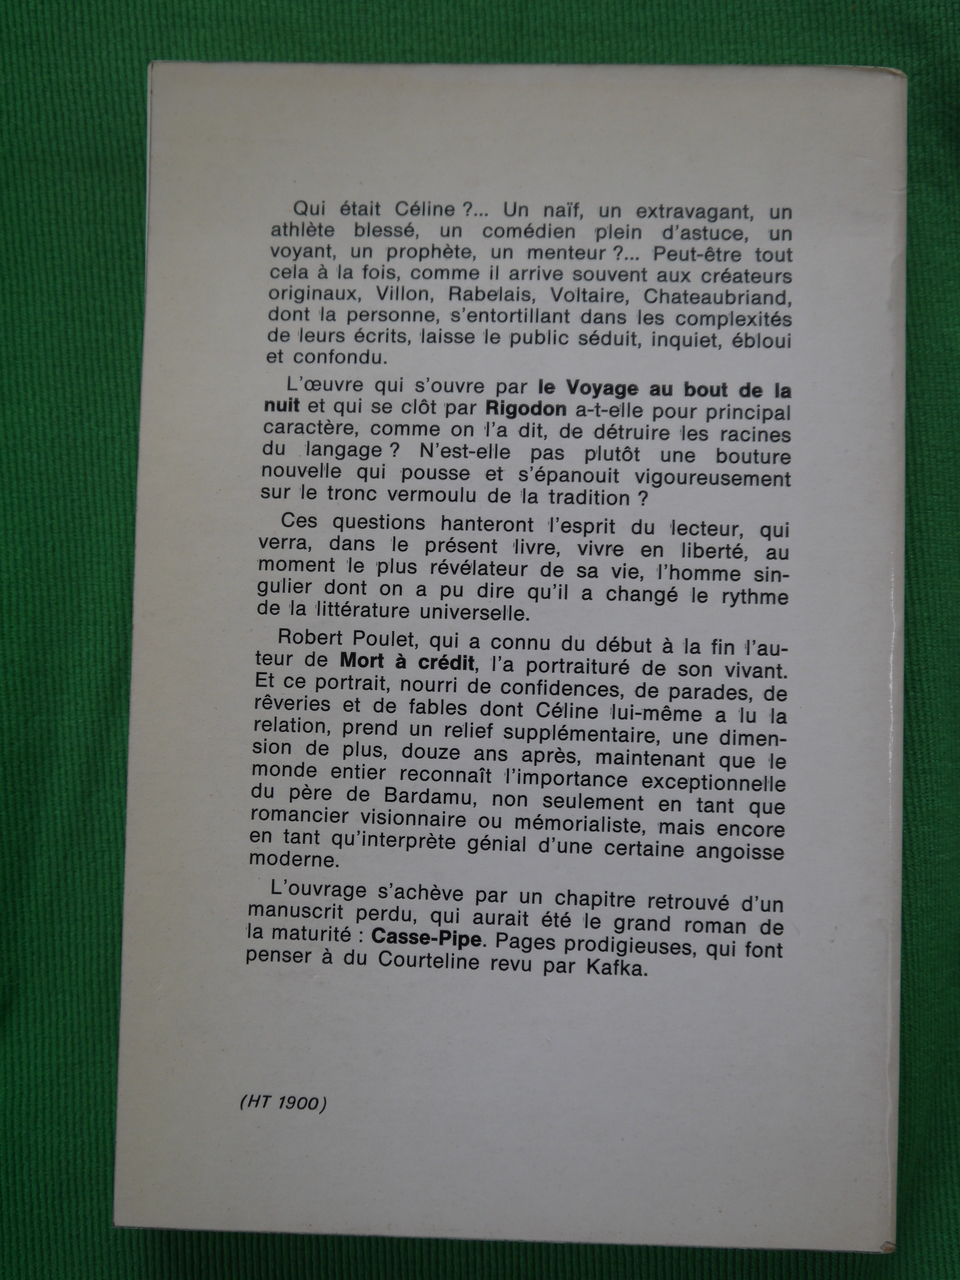 Qui était Céline ?... Un naïf, un extravagant, un
athlète blessé, un comédien plein d'astuce, un
voyant, un prophète, un menteur ?... Peut-être tout
cela à la fois, comme il arrive souvent aux créateurs
originaux, Villon, Rabelais, Voltaire, Chateaubriand,
dont la personne, s'entortillant dans les complexités
de leurs écrits, laisse le public séduit, inquiet, ébloui
et confondu.
L'œuvre qui s'ouvre par le Voyage au bout de la
nuit et qui se clôt par Rigodon a-t-elle pour principal
caractère, comme on l'a dit, de détruire les racines
du langage ? N'est-elle pas plutôt une bouture
nouvelle qui pousse et s'épanouit vigoureusement
sur le tronc vermoulu de la tradition ?
Ces questions hanteront l'esprit du lecteur, qui
verra, dans le présent livre, vivre en liberté, au
moment le plus révélateur de sa vie, l'homme sin-
gulier dont on a pu dire qu'il a changé le rythme
de la littérature universelle.
Robert Poulet, qui a connu du début à la fin l'au-
teur de Mort à crédit, l'a portraituré de son vivant.
Et ce portrait, nourri de confidences, de parades, de
rêveries et de fables dont Céline lui-même a lu la
relation, prend un relief supplémentaire, une dimen-
sion de plus, douze ans après, maintenant que le
monde entier reconnaît l'importance exceptionnelle
du père de Bardamu, non seulement en tant que
romancier visionnaire ou mémorialiste, mais encore
en tant qu'interprète génial d'une certaine angoisse
moderne.
L'ouvrage s'achève par un chapitre retrouvé d'un
manuscrit perdu, qui aurait été le grand roman de
la maturité : Casse-Pipe. Pages prodigieuses, qui font
penser à du Courteline revu par Kafka.
(HT 1900)